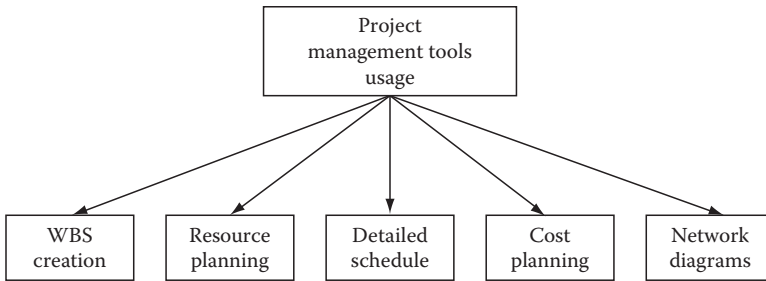 Project
management tools
usage
WBS
creation
Resource
planning
Detailed
schedule
Cost
planning
Network
diagrams